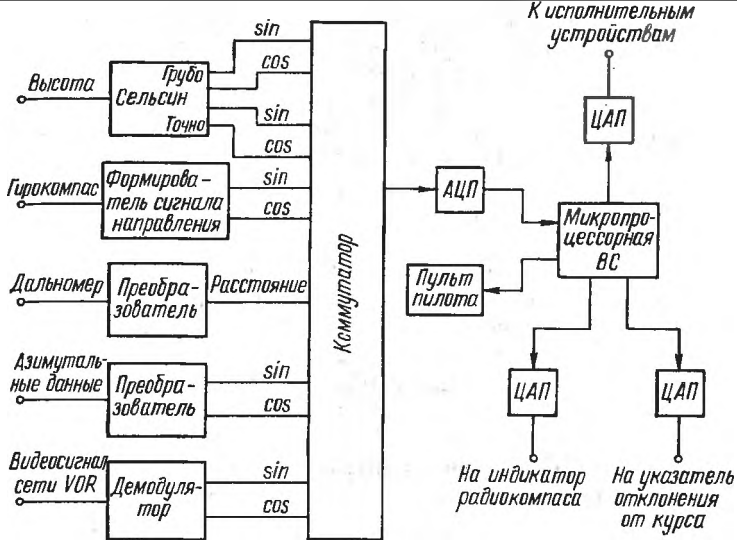 К исполнительным
устройствам
ЦАП
Высота
Сельсин
Грубо
Точно
sin
cos
sin
cos
Гирокомпас
Формирова-
тель сигнала
направления
sin
cos
Дальномер
Преобра-
зователь
Расстояние
Азимуталь-
ные данные
Преобра-
зователь
sin
cos
Видеосигнал
сети VOR
Демодуля-
тор
sin
cos
Коммутатор
АЦП
Микропро-
цессорная
ВС
Пульт
пилота
ЦАП
ЦАП
На индикатор
радиокомпаса
На указатель
отклонения
от курса